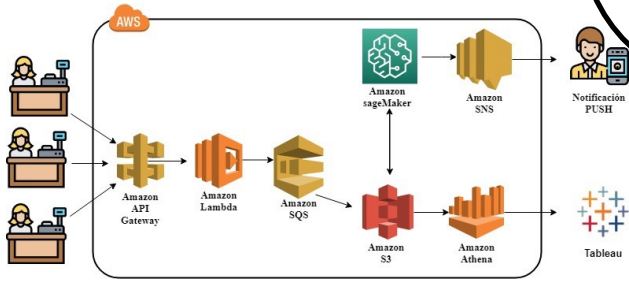 AWS
Amazon
sageMaker
Amazon
SNS
Notificación
PUSH
Amazon
API
Gateway
Amazon
Lambda
Amazon
SQS
Amazon
S3
Amazon
Athena
Tableau